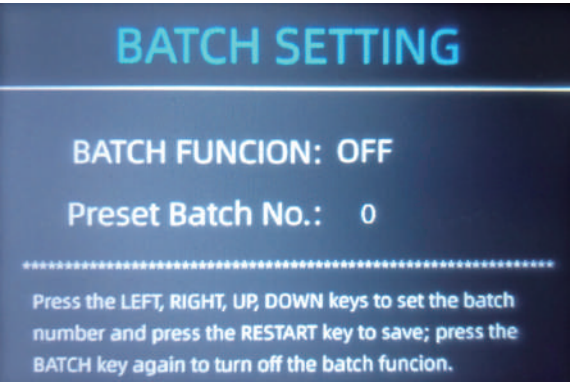 BATCH SETTING
BATCH FUNCION: OFF
Preset Batch No.: 0
******************************************************************************
Press the LEFT, RIGHT, UP, DOWN keys to set the batch
number and press the RESTART key to save; press the
BATCH key again to turn off the batch funcion.